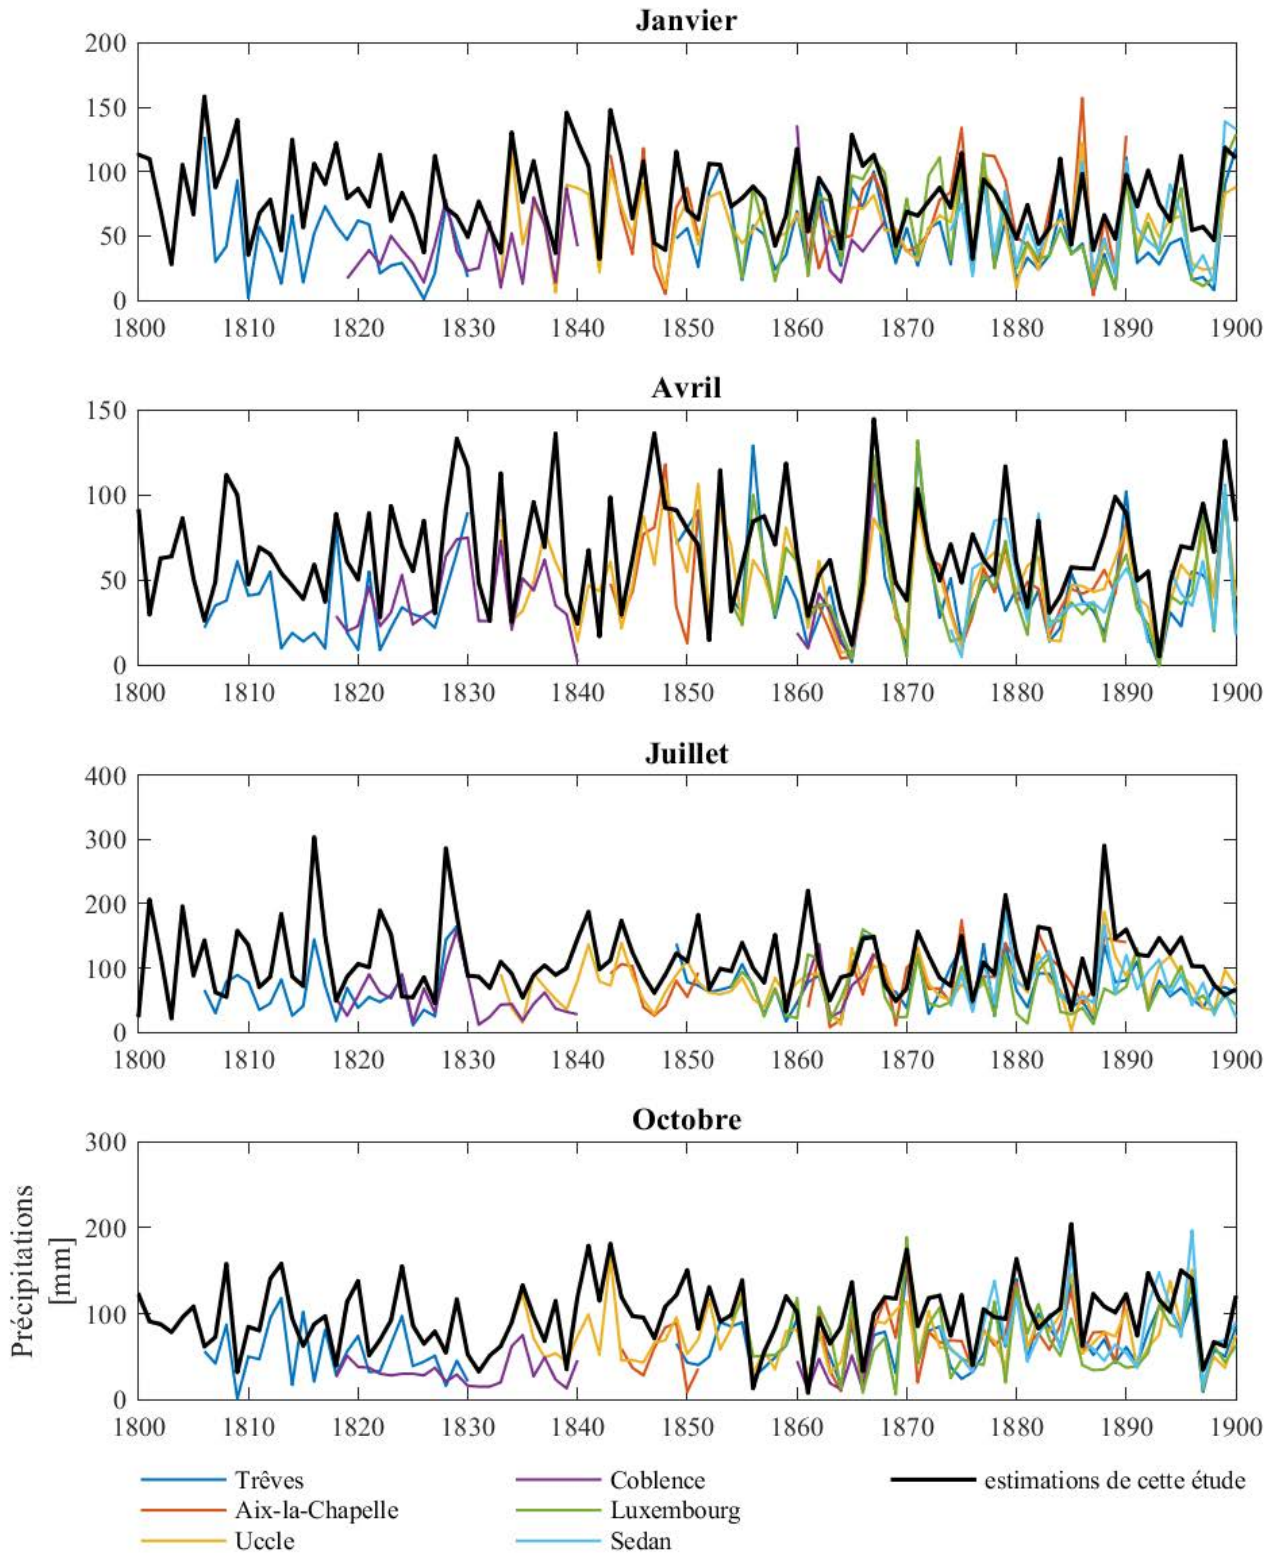 Janvier
200
150
100
50
0
1800 1810 1820 1830 1840 1850 1860 1870 1880 1890 1900
Avril
150
100
50
0
1800 1810 1820 1830 1840 1850 1860 1870 1880 1890 1900
Juillet
400
300
200
100
0
1800 1810 1820 1830 1840 1850 1860 1870 1880 1890 1900
Octobre
300
200
100
0
Précipitations
[mm]
1800 1810 1820 1830 1840 1850 1860 1870 1880 1890 1900
Trêves
Aix-la-Chapelle
Uccle
Coblence
Luxembourg
Sedan
estimations de cette étude